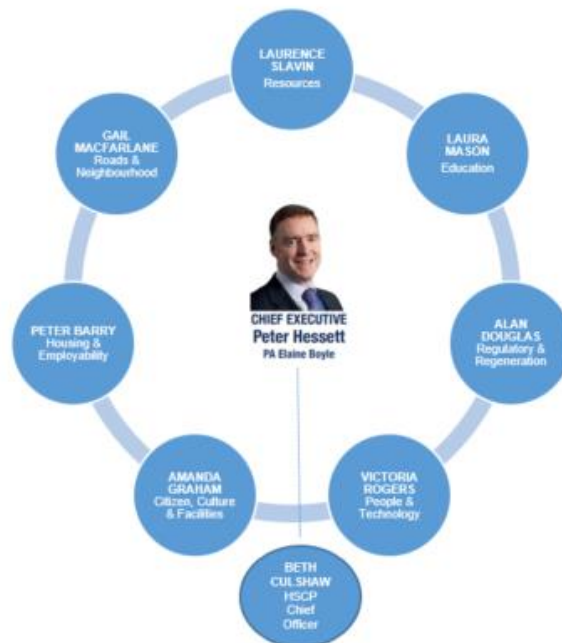 LAURENCE
SLAVIN
Resources
LAURA
MASON
Education
ALAN
DOUGLAS
Regulatory &
Regeneration
VICTORIA
ROGERS
People &
Technology
AMANDA
GRAHAM
Citizen, Culture
& Facilities
PETER BARRY
Housing &
Employability
GAIL
MACFARLANE
Roads &
Neighbourhood
CHIEF EXECUTIVE
Peter Hessett
PA Elaine Boyle
BETH
CULSHAW
HSCP
Chief
Officer